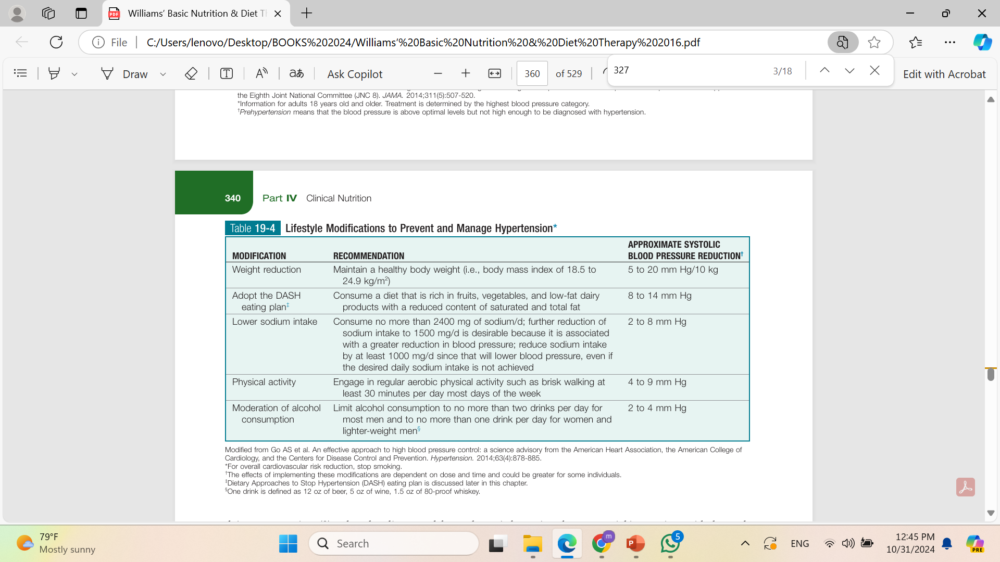 Williams' Basic Nutrition & Diet Th
File
C:/Users/lenovo/Desktop/BOOKS%202024/Williams'%20Basic%20Nutrition%20&%20Diet%20Therapy%202016.pdf
Draw
T
aあ
Ask Copilot
360
of 529
327
3/18
Edit with Acrobat
the Eighth Joint National Committee (JNC 8). JAMA. 2014;311(5):507-520.
*Information for adults 18 years old and older. Treatment is determined by the highest blood pressure category.
†Prehypertension means that the blood pressure is above optimal levels but not high enough to be diagnosed with hypertension.
340 Part IV Clinical Nutrition
Table 19-4 Lifestyle Modifications to Prevent and Manage Hypertension*
APPROXIMATE SYSTOLIC
MODIFICATION RECOMMENDATION BLOOD PRESSURE REDUCTION†
Weight reduction Maintain a healthy body weight (i.e., body mass index of 18.5 to 5 to 20 mm Hg/10 kg
24.9 kg/m²)
Adopt the DASH Consume a diet that is rich in fruits, vegetables, and low-fat dairy 8 to 14 mm Hg
eating plan‡ products with a reduced content of saturated and total fat
Lower sodium intake Consume no more than 2400 mg of sodium/d; further reduction of 2 to 8 mm Hg
sodium intake to 1500 mg/d is desirable because it is associated
with a greater reduction in blood pressure; reduce sodium intake
by at least 1000 mg/d since that will lower blood pressure, even if
the desired daily sodium intake is not achieved
Physical activity Engage in regular aerobic physical activity such as brisk walking at 4 to 9 mm Hg
least 30 minutes per day most days of the week
Moderation of alcohol Limit alcohol consumption to no more than two drinks per day for 2 to 4 mm Hg
consumption most men and to no more than one drink per day for women and
lighter-weight men§
Modified from Go AS et al. An effective approach to high blood pressure control: a science advisory from the American Heart Association, the American College of
Cardiology, and the Centers for Disease Control and Prevention. Hypertension. 2014;63(4):878-885.
*For overall cardiovascular risk reduction, stop smoking.
†The effects of implementing these modifications are dependent on dose and time and could be greater for some individuals.
‡Dietary Approaches to Stop Hypertension (DASH) eating plan is discussed later in this chapter.
§One drink is defined as 12 oz of beer, 5 oz of wine, 1.5 oz of 80-proof whiskey.
79°F
Mostly sunny
Search
m
P
5
ENG
12:45 PM
10/31/2024
PRE